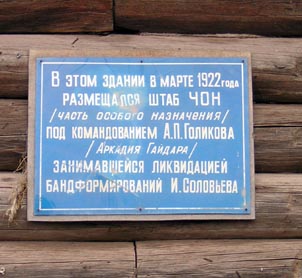 В ЭТОМ ЗДАНИИ В МАРТЕ 1922 года
РАЗМЕЩАЛСЯ ШТАБ ЧОН
/ЧАСТЬ ОСОБОГО НАЗНАЧЕНИЯ/
ПОД КОМАНДОВАНИЕМ А.П.ГОЛИКОВА
/АРКАДИЯ ГАЙДАРА/
ЗАНИМАВШЕЙСЯ ЛИКВИДАЦИЕЙ
БАНДФОРМИРОВАНИЙ И.СОЛОВЬЕВА